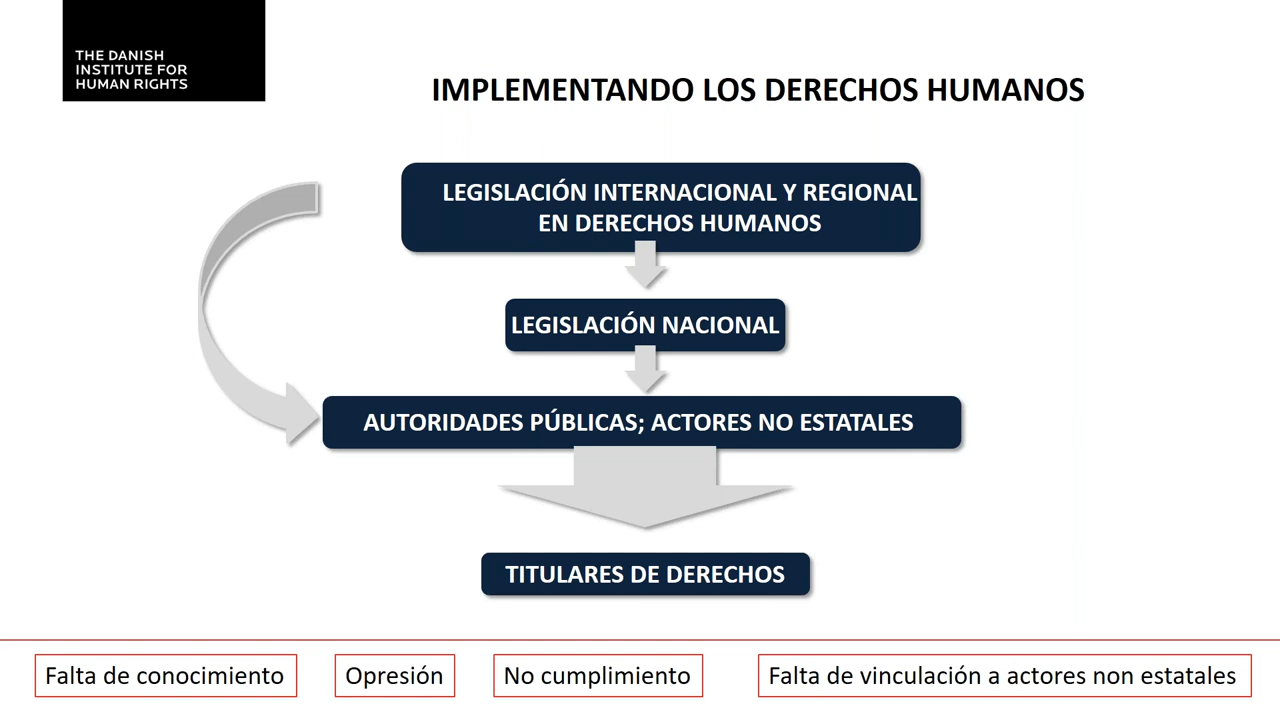 THE DANISH
INSTITUTE FOR
HUMAN RIGHTS
IMPLEMENTANDO LOS DERECHOS HUMANOS
LEGISLACIÓN INTERNACIONAL Y REGIONAL
EN DERECHOS HUMANOS
LEGISLACIÓN NACIONAL
AUTORIDADES PÚBLICAS; ACTORES NO ESTATALES
TITULARES DE DERECHOS
Falta de conocimiento
Opresión
No cumplimiento
Falta de vinculación a actores non estatales